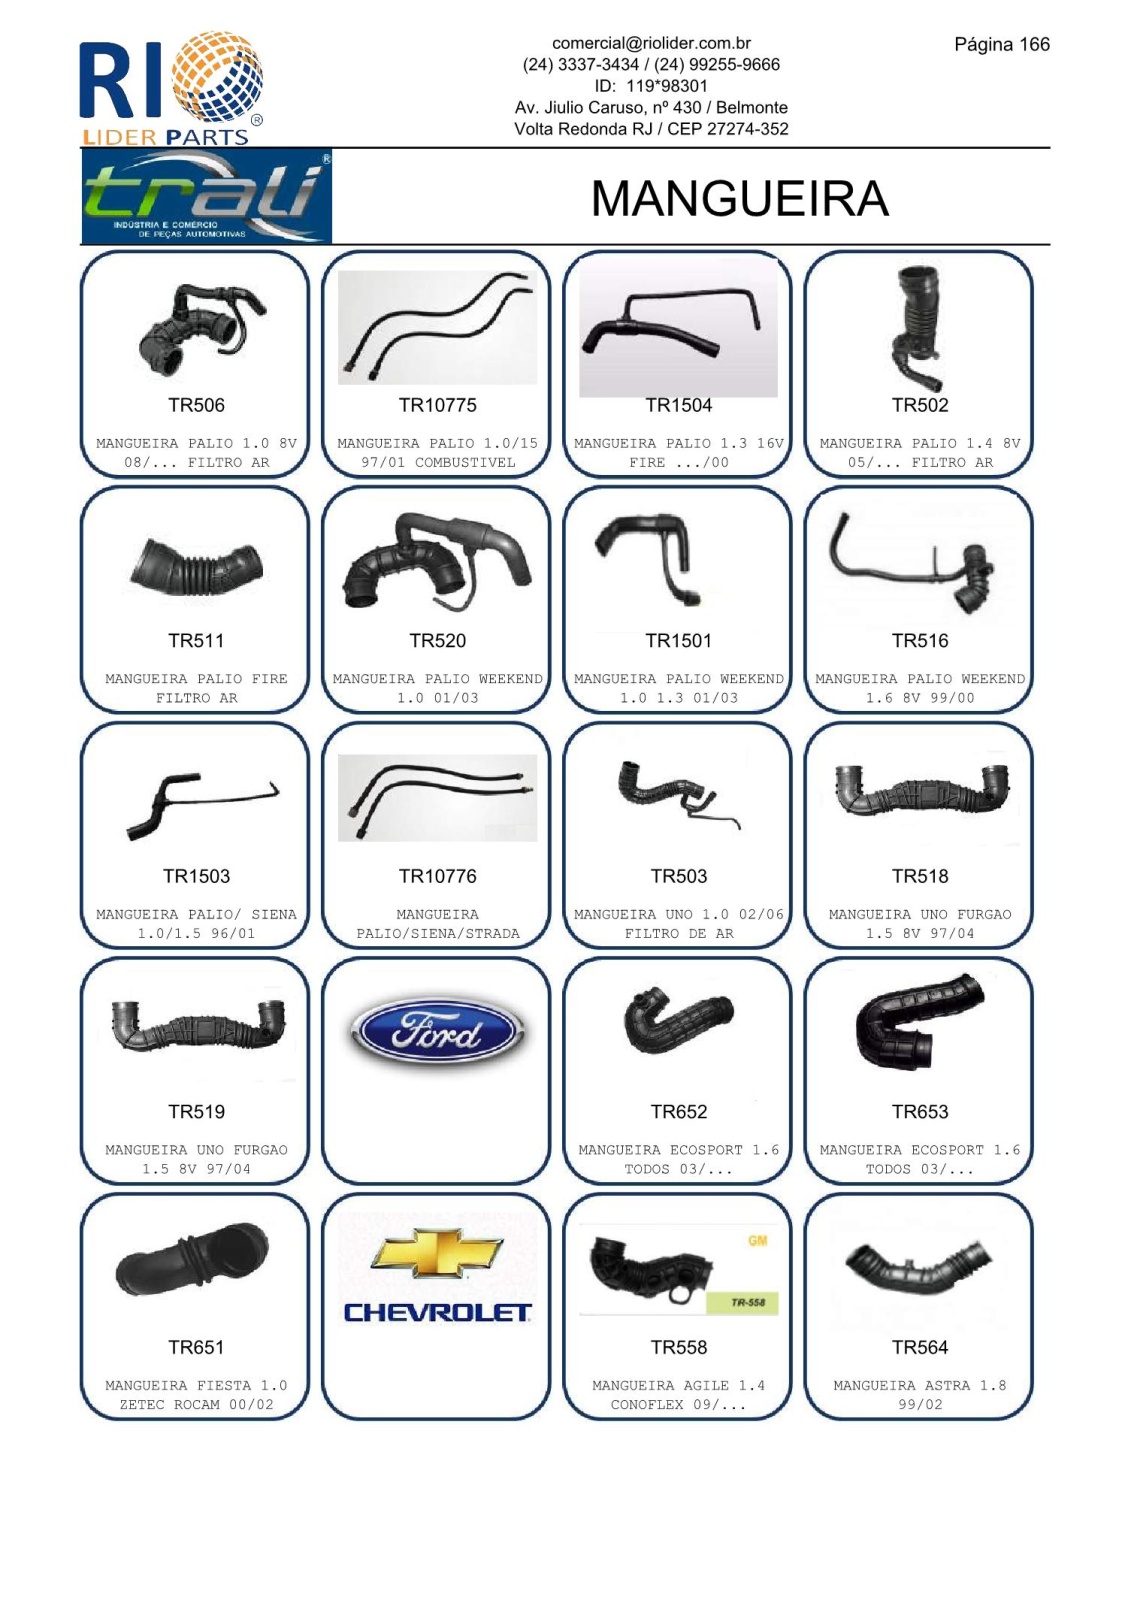 RIO
LIDER PARTS
®
comercial@riolider.com.br
(24) 3337-3434 / (24) 99255-9666
ID: 119*98301
Av. Jiulio Caruso, nº 430 / Belmonte
Volta Redonda RJ / CEP 27274-352
Página 166
trali
®
INDÚSTRIA E COMÉRCIO
DE PEÇAS AUTOMOTIVAS
MANGUEIRA
TR506
MANGUEIRA PALIO 1.0 8V
08/... FILTRO AR
TR10775
MANGUEIRA PALIO 1.0/15
97/01 COMBUSTIVEL
TR1504
MANGUEIRA PALIO 1.3 16V
FIRE .../00
TR502
MANGUEIRA PALIO 1.4 8V
05/... FILTRO AR
TR511
MANGUEIRA PALIO FIRE
FILTRO AR
TR520
MANGUEIRA PALIO WEEKEND
1.0 01/03
TR1501
MANGUEIRA PALIO WEEKEND
1.0 1.3 01/03
TR516
MANGUEIRA PALIO WEEKEND
1.6 8V 99/00
TR1503
MANGUEIRA PALIO/ SIENA
1.0/1.5 96/01
TR10776
MANGUEIRA
PALIO/SIENA/STRADA
TR503
MANGUEIRA UNO 1.0 02/06
FILTRO DE AR
TR518
MANGUEIRA UNO FURGAO
1.5 8V 97/04
TR519
MANGUEIRA UNO FURGAO
1.5 8V 97/04
Ford
TR652
MANGUEIRA ECOSPORT 1.6
TODOS 03/...
TR653
MANGUEIRA ECOSPORT 1.6
TODOS 03/...
TR651
MANGUEIRA FIESTA 1.0
ZETEC ROCAM 00/02
CHEVROLET
GM
TR-558
TR558
MANGUEIRA AGILE 1.4
CONOFLEX 09/...
TR564
MANGUEIRA ASTRA 1.8
99/02